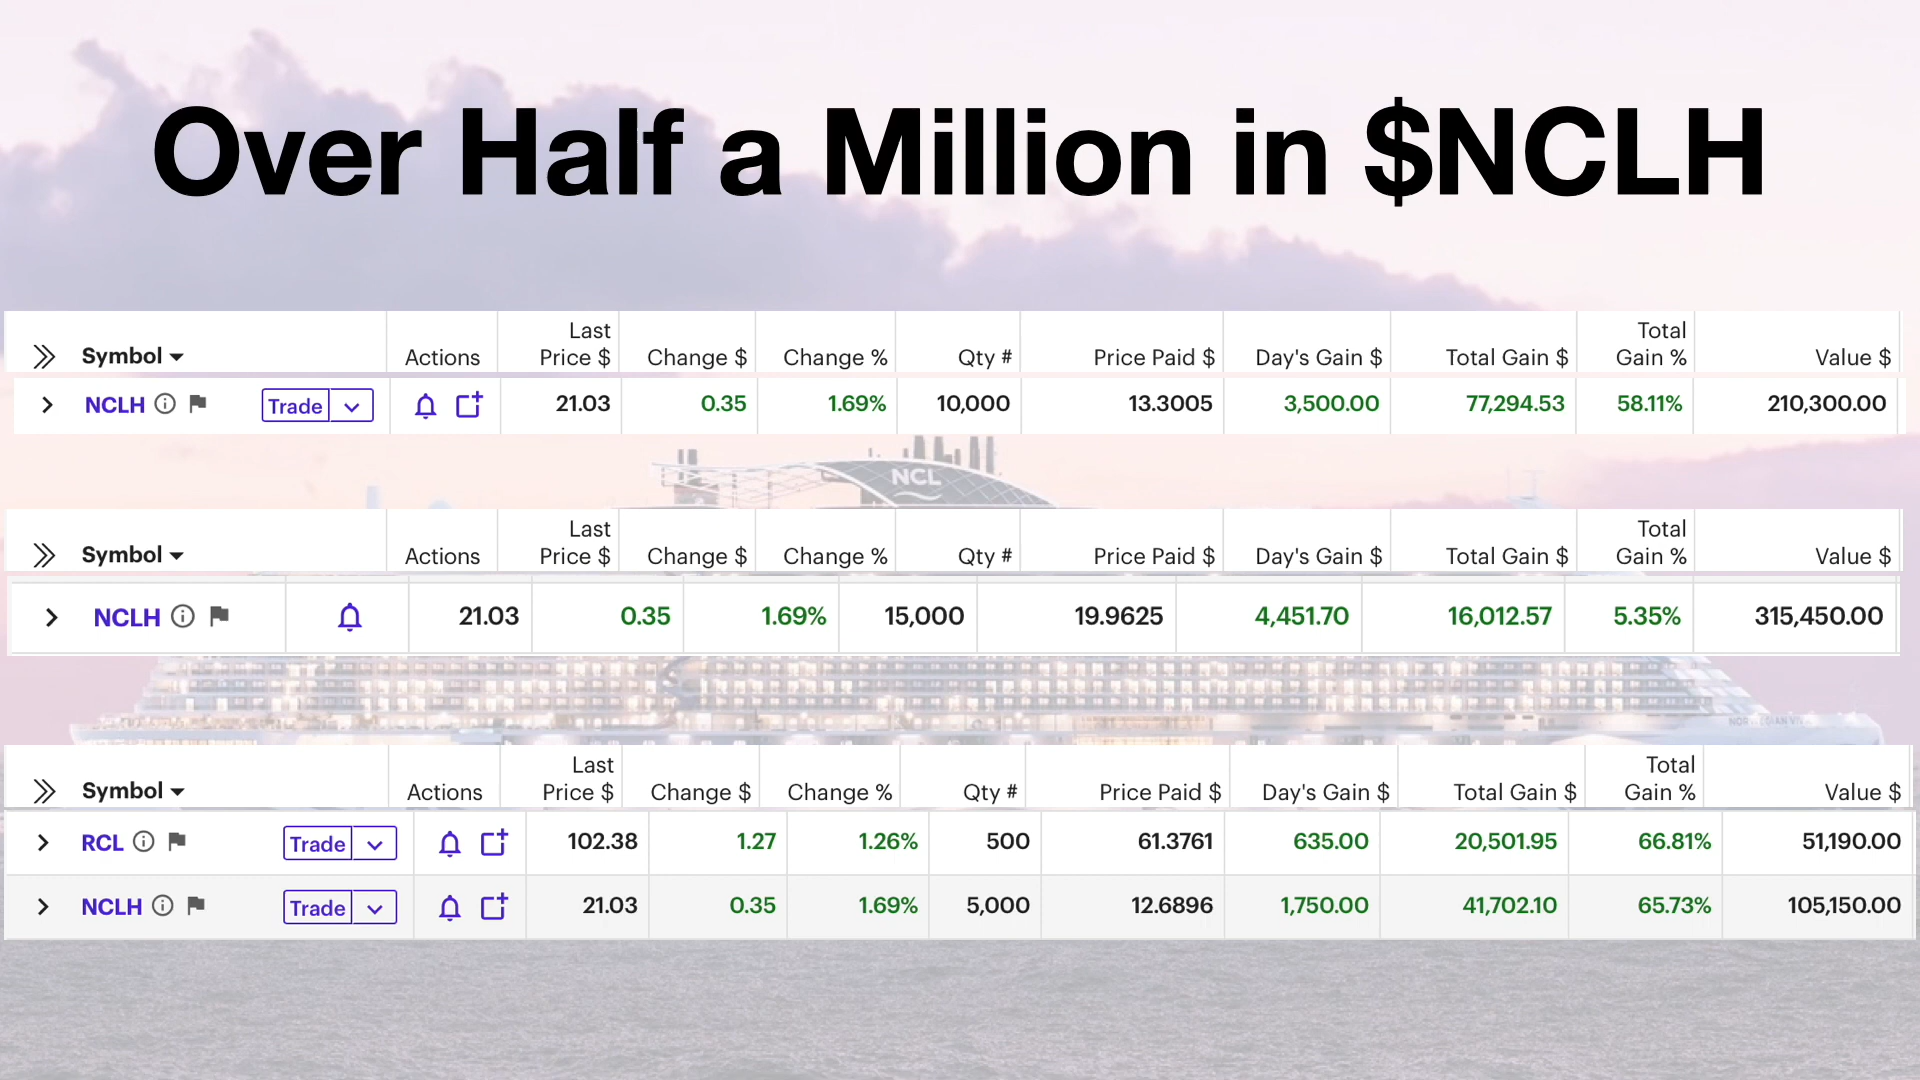 Over Half a Million in $NCLH
Symbol Actions Last Price $ Change $ Change % Qty # Price Paid $ Day's Gain $ Total Gain $ Total Gain % Value $
NCLH Trade 21.03 0.35 1.69% 10,000 13.3005 3,500.00 77,294.53 58.11% 210,300.00
NCL
Symbol Actions Last Price $ Change $ Change % Qty # Price Paid $ Day's Gain $ Total Gain $ Total Gain % Value $
NCLH 21.03 0.35 1.69% 15,000 19.9625 4,451.70 16,012.57 5.35% 315,450.00
Symbol Actions Last Price $ Change $ Change % Qty # Price Paid $ Day's Gain $ Total Gain $ Total Gain % Value $
RCL Trade 102.38 1.27 1.26% 500 61.3761 635.00 20,501.95 66.81% 51,190.00
NCLH Trade 21.03 0.35 1.69% 5,000 12.6896 1,750.00 41,702.10 65.73% 105,150.00